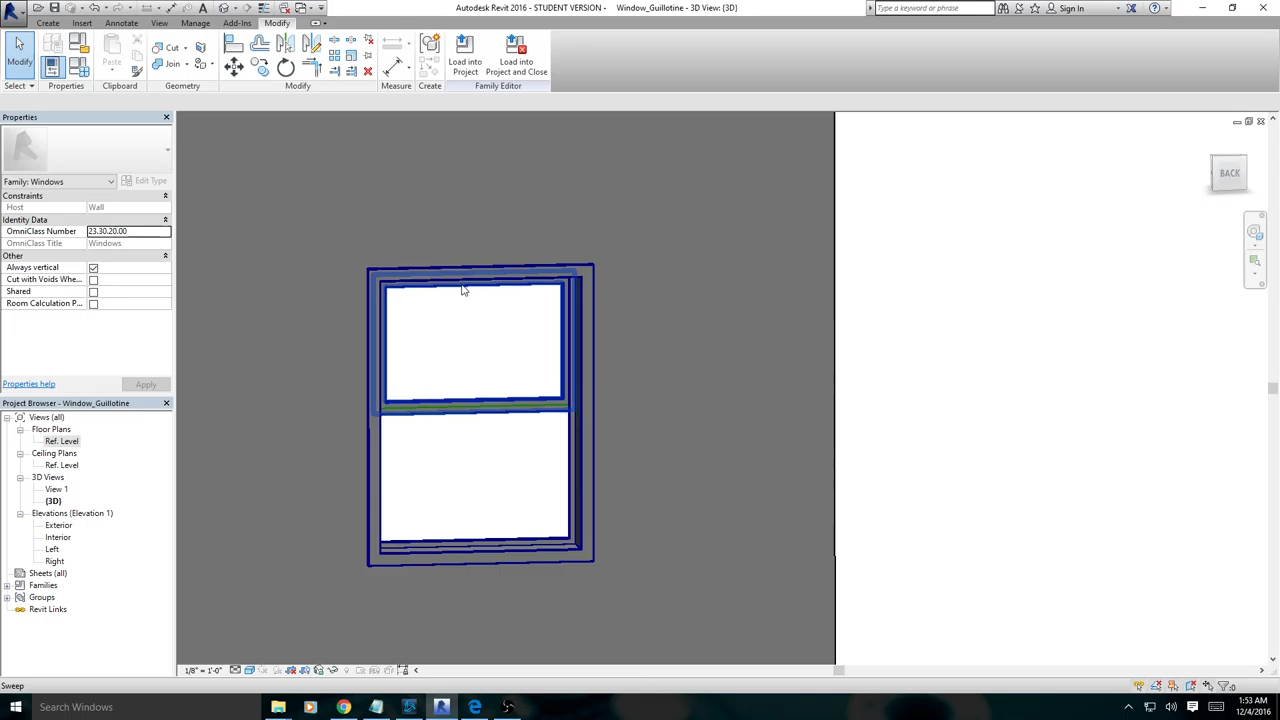 Autodesk Revit 2016 - STUDENT VERSION - Window_Guillotine - 3D View: {3D}
Type a keyword or phrase
Sign In
Create
Insert
Annotate
View
Manage
Add-Ins
Modify
Modify
Paste
Cut
Join
Load into Project
Load into Project and Close
Select
Properties
Clipboard
Geometry
Modify
Measure
Create
Family Editor
Properties
Family: Windows
Edit Type
Constraints
Host
Wall
Identity Data
OmniClass Number
23.30.20.00
OmniClass Title
Windows
Other
Always vertical
Cut with Voids Whe...
Shared
Room Calculation P...
Properties help
Apply
Project Browser - Window_Guillotine
Views (all)
Floor Plans
Ref. Level
Ceiling Plans
Ref. Level
3D Views
View 1
{3D}
Elevations (Elevation 1)
Exterior
Interior
Left
Right
Sheets (all)
Families
Groups
Revit Links
BACK
1/8" = 1'-0"
Sweep
:0
Search Windows
1:53 AM
12/4/2016